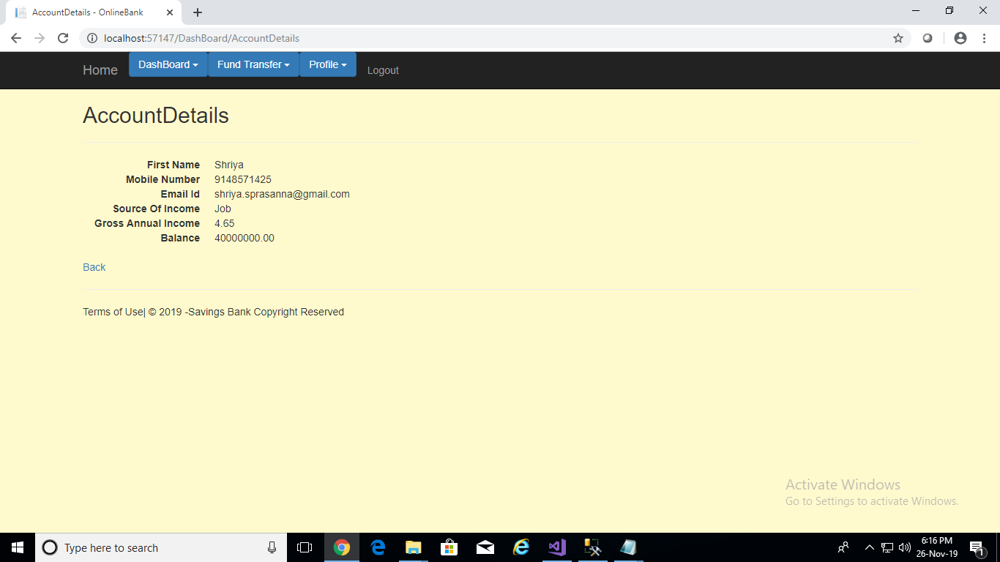 AccountDetails - OnlineBank
localhost:57147/DashBoard/AccountDetails
Home DashBoard Fund Transfer Profile Logout
AccountDetails
First Name Shriya
Mobile Number 9148571425
Email Id shriya.sprasanna@gmail.com
Source Of Income Job
Gross Annual Income 4.65
Balance 40000000.00
Back
Terms of Use| © 2019 -Savings Bank Copyright Reserved
Activate Windows
Go to Settings to activate Windows.
Type here to search
6:16 PM
26-Nov-19
1